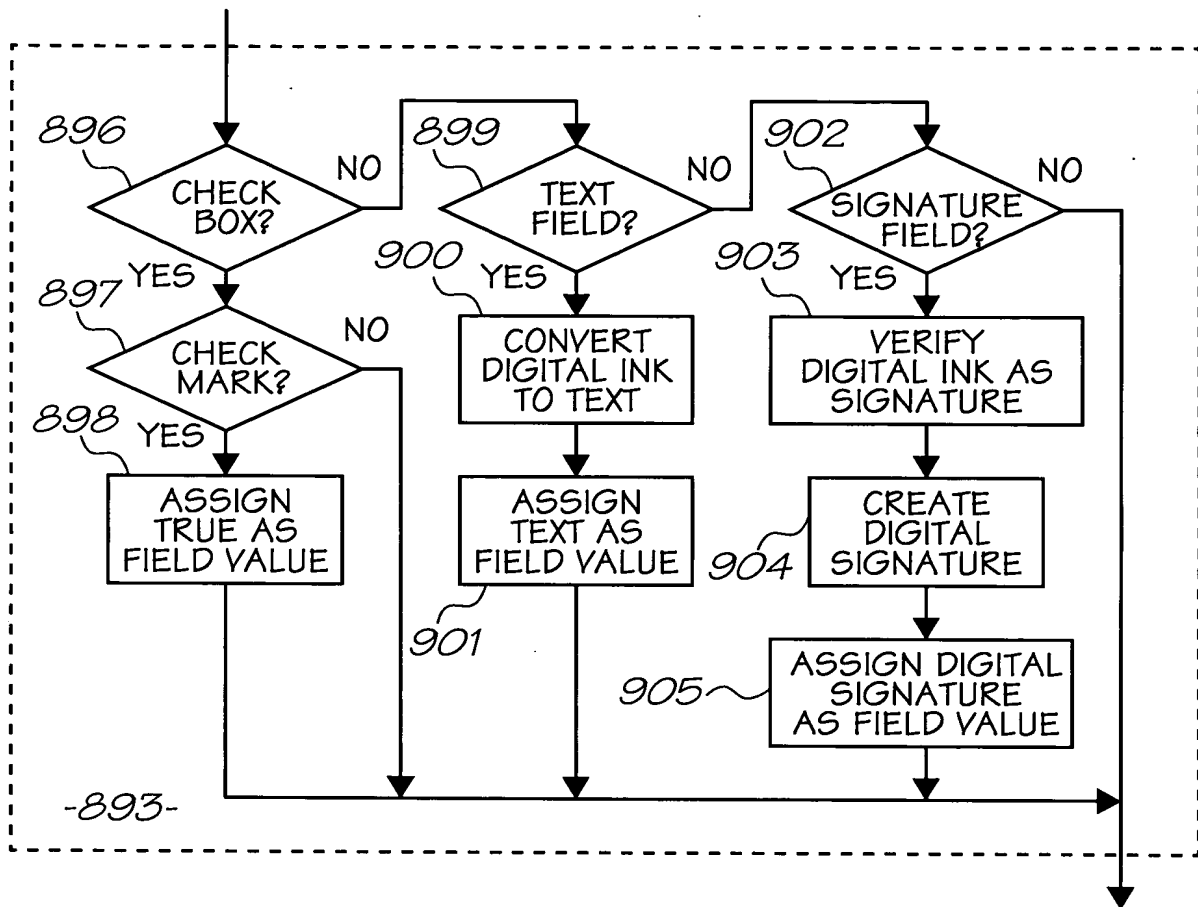 896
CHECK
BOX?
NO
YES
897
CHECK
MARK?
NO
YES
898
ASSIGN
TRUE AS
FIELD VALUE
899
TEXT
FIELD?
NO
YES
900
CONVERT
DIGITAL INK
TO TEXT
ASSIGN
TEXT AS
FIELD VALUE
901
902
SIGNATURE
FIELD?
NO
YES
903
VERIFY
DIGITAL INK AS
SIGNATURE
CREATE
DIGITAL
SIGNATURE
904
ASSIGN DIGITAL
SIGNATURE
AS FIELD VALUE
905
-893-